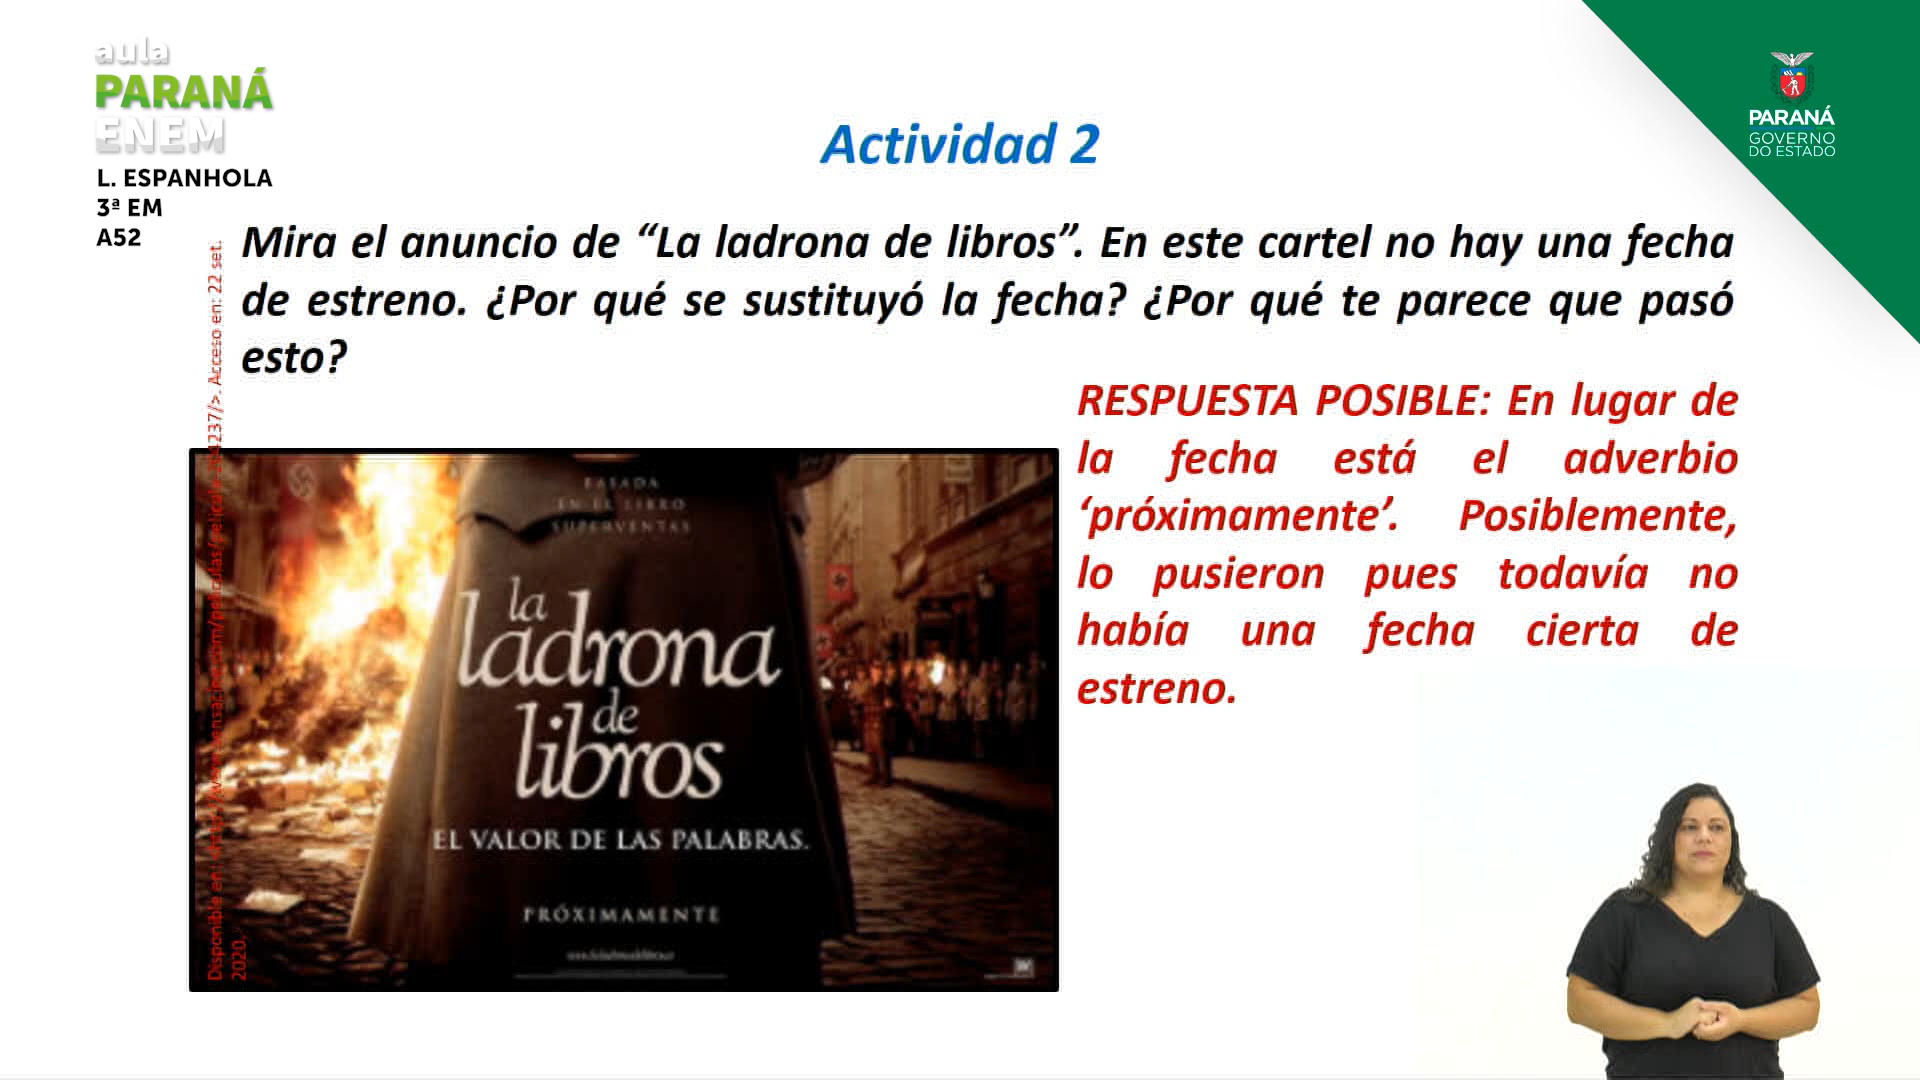 aula
PARANÁ
ENEM
L. ESPANHOLA
3ª EM
A52
PARANÁ
GOVERNO
DO ESTADO
Actividad 2
Mira el anuncio de “La ladrona de libros”. En este cartel no hay una fecha
de estreno. ¿Por qué se sustituyó la fecha? ¿Por qué te parece que pasó
esto?
RESPUESTA POSIBLE: En lugar de
la fecha está el adverbio
‘próximamente’. Posiblemente,
lo pusieron pues todavía no
había una fecha cierta de
estreno.
BASADA
EN EL LIBRO
SUPERVENTAS
la
ladrona
de
libros
EL VALOR DE LAS PALABRAS.
PRÓXIMAMENTE
Disponible en: Acceso en: 22 set.
2020.